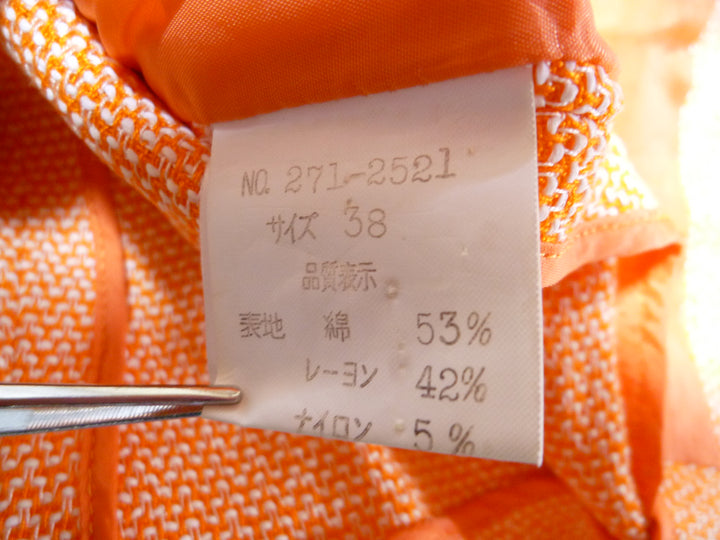 NO. 271-2521
サイズ 38
品質表示
表地 綿 53%
レーヨン 42%
ナイロン 5%